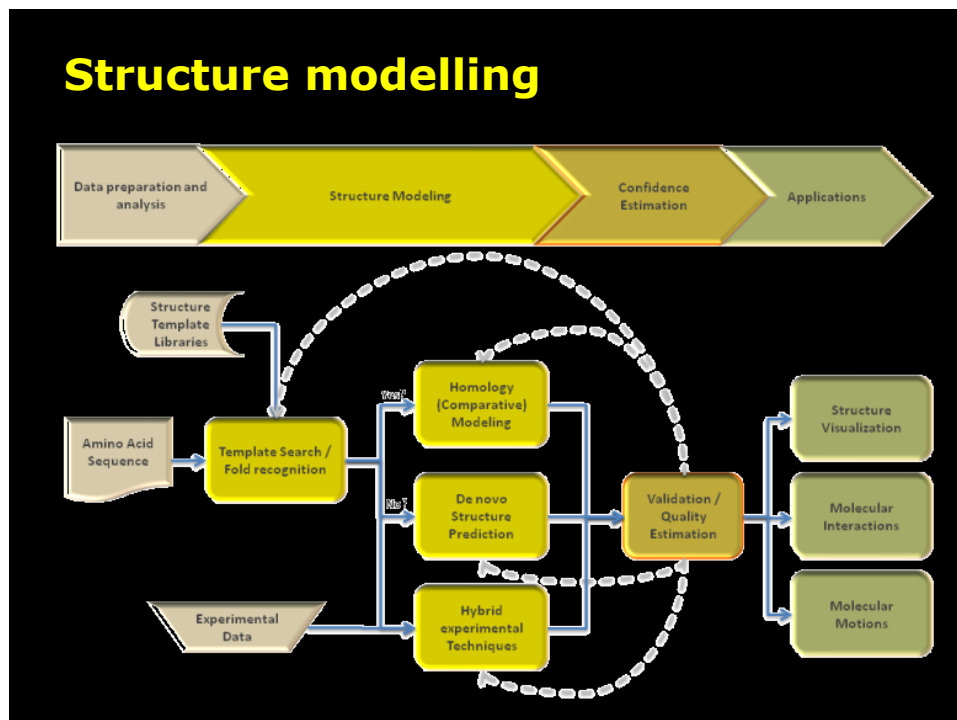 Structure modelling
Data preparation and
analysis
Structure Modeling
Confidence
Estimation
Applications
Structure
Template
Libraries
Amino Acid
Sequence
Template Search /
Fold recognition
Yes
No
Homology
(Comparative)
Modeling
De novo
Structure
Prediction
Experimental
Data
Hybrid
experimental
Techniques
Validation /
Quality
Estimation
Structure
Visualization
Molecular
Interactions
Molecular
Motions